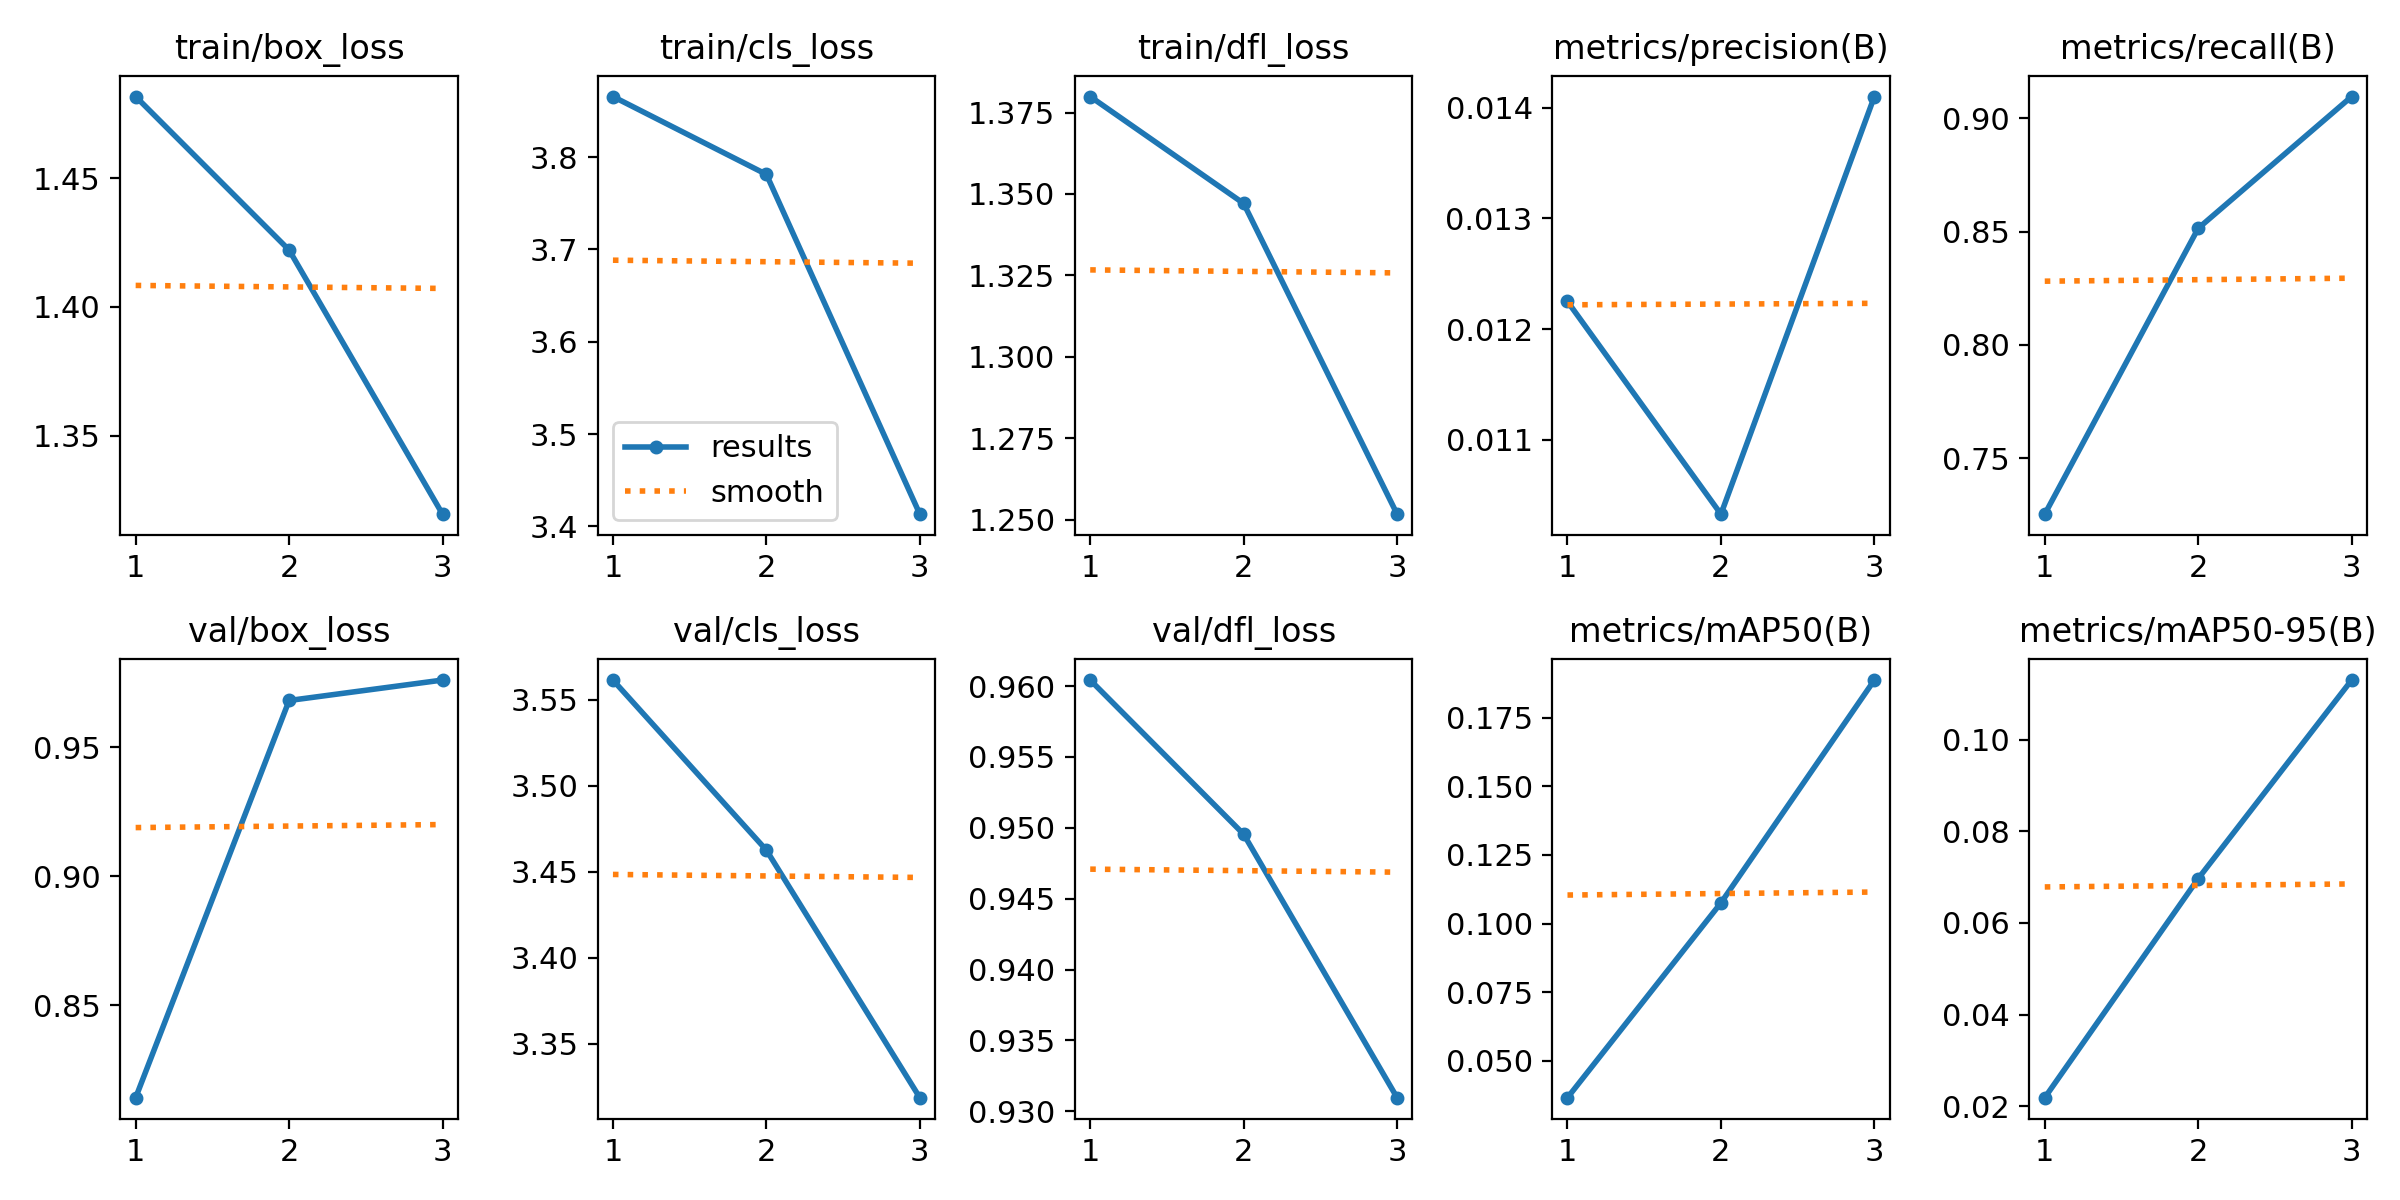 train/box_loss
1.45
1.40
1.35
1 2 3
train/cls_loss
3.8
3.7
3.6
3.5
3.4
results
smooth
1 2 3
train/dfl_loss
1.375
1.350
1.325
1.300
1.275
1.250
1 2 3
metrics/precision(B)
0.014
0.013
0.012
0.011
1 2 3
metrics/recall(B)
0.90
0.85
0.80
0.75
1 2 3
val/box_loss
0.95
0.90
0.85
1 2 3
val/cls_loss
3.55
3.50
3.45
3.40
3.35
1 2 3
val/dfl_loss
0.960
0.955
0.950
0.945
0.940
0.935
0.930
1 2 3
metrics/mAP50(B)
0.175
0.150
0.125
0.100
0.075
0.050
1 2 3
metrics/mAP50-95(B)
0.10
0.08
0.06
0.04
0.02
1 2 3